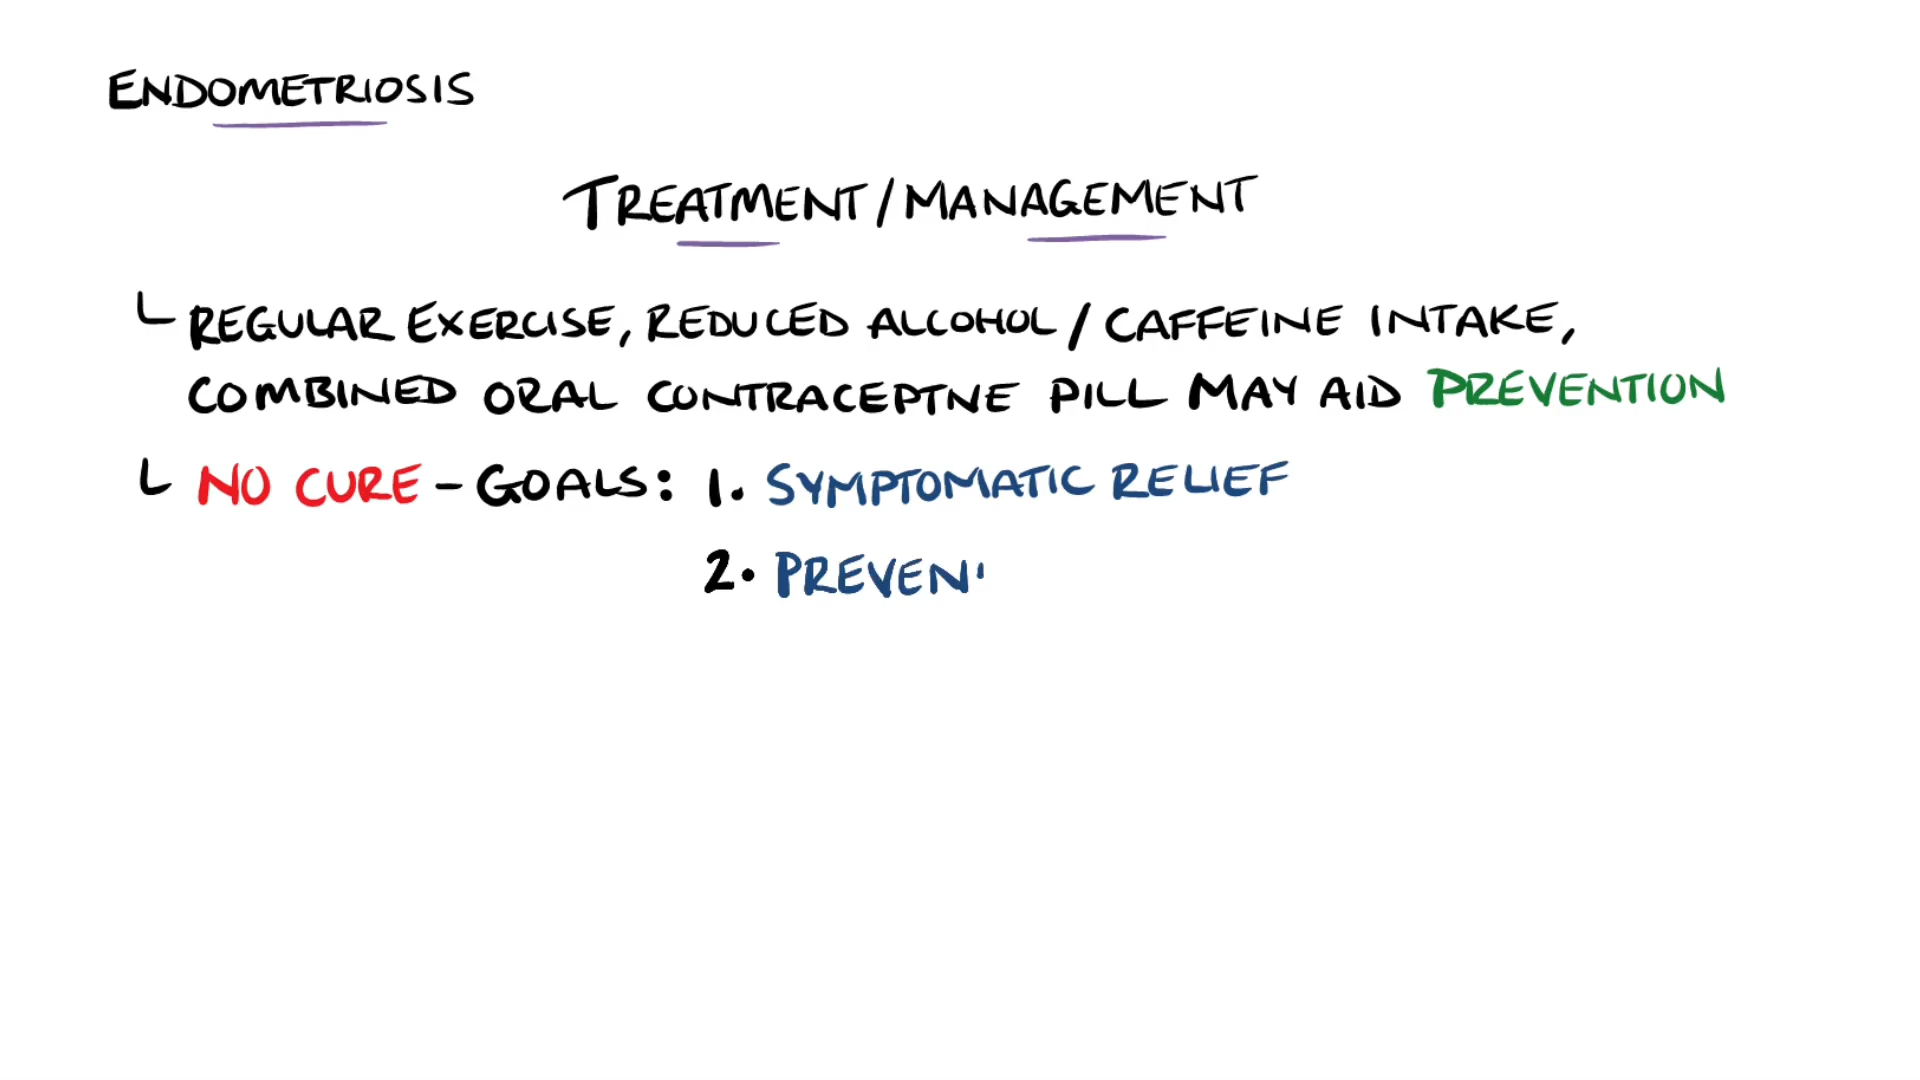 ENDOMETRIOSIS
TREATMENT/MANAGEMENT
REGULAR EXERCISE, REDUCED ALCOHOL/CAFFEINE INTAKE,
COMBINED ORAL CONTRACEPTIVE PILL MAY AID PREVENTION
NO CURE - GOALS: 1. SYMPTOMATIC RELIEF
2. PREVEN